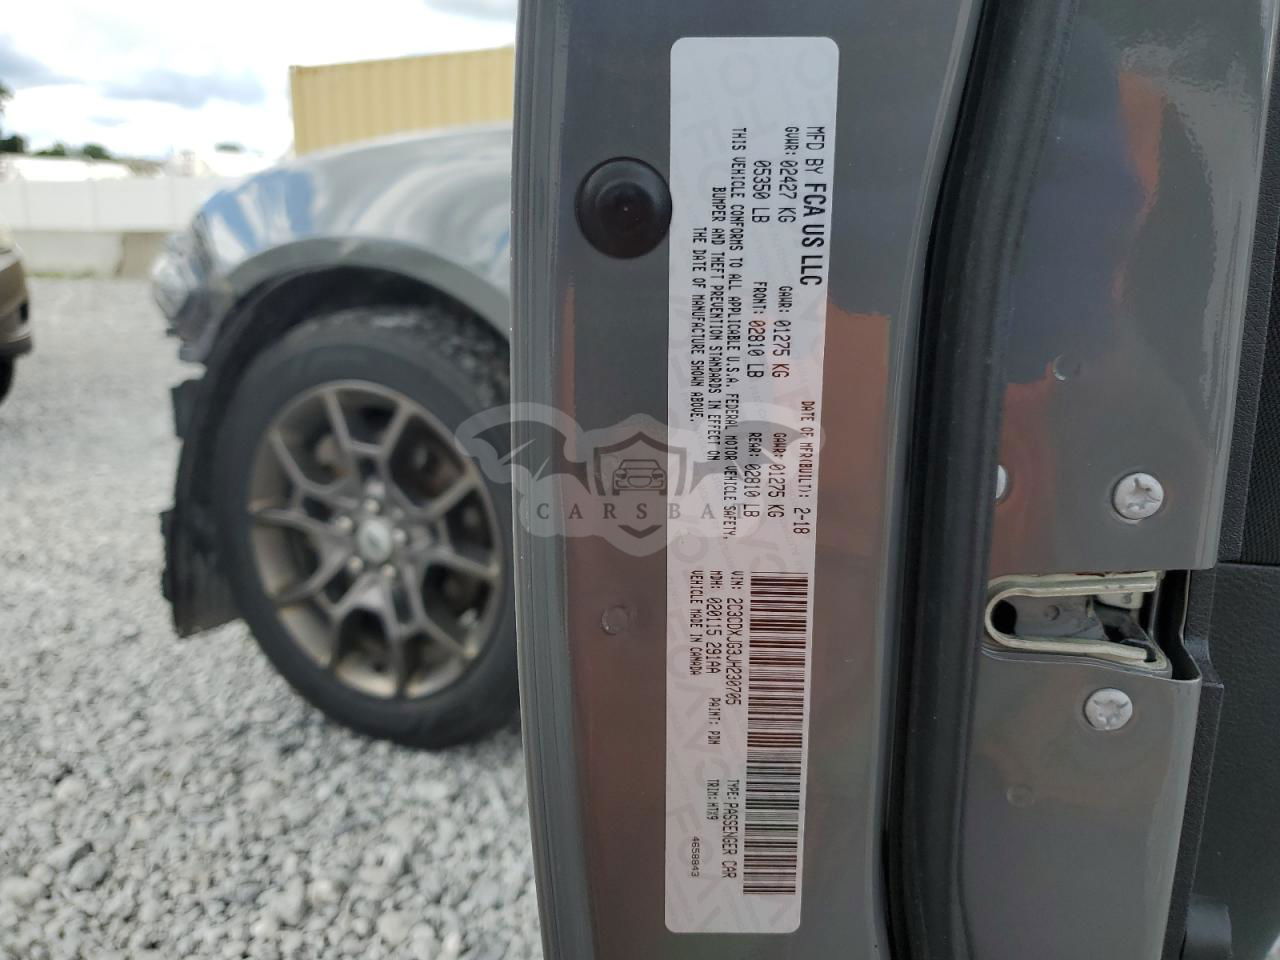 MFD BY FCA US LLC
DATE OF MFR(BUILT): 2-18
GVWR: 02427 KG
GAWR: 01275 KG
GAWR: 01275 KG
05350 LB
FRONT: 02810 LB
REAR: 02810 LB
THIS VEHICLE CONFORMS TO ALL APPLICABLE U.S.A. FEDERAL MOTOR VEHICLE SAFETY,
BUMPER AND THEFT PREVENTION STANDARDS IN EFFECT ON
THE DATE OF MANUFACTURE SHOWN ABOVE.
VIN: 2C3CDXJG3JH230705
TYPE: PASSENGER CAR
MDH: 020115 291AA
PAINT: PDN
TRIM: MTX9
VEHICLE MADE IN CANADA
4658843
CARSBA